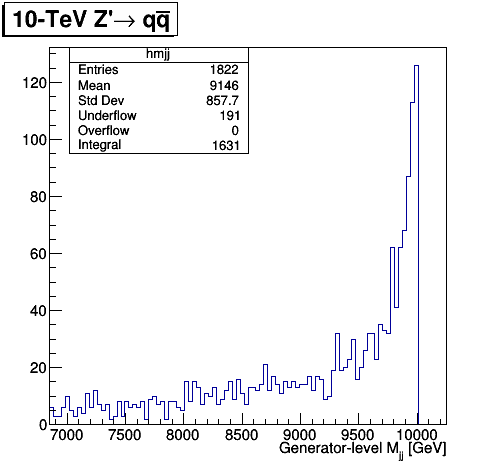 10-TeV Z'→ qq̅
hmjj
Entries 1822
Mean 9146
Std Dev 857.7
Underflow 191
Overflow 0
Integral 1631
120
100
80
60
40
20
0
7000 7500 8000 8500 9000 9500 10000
Generator-level Mjj [GeV]